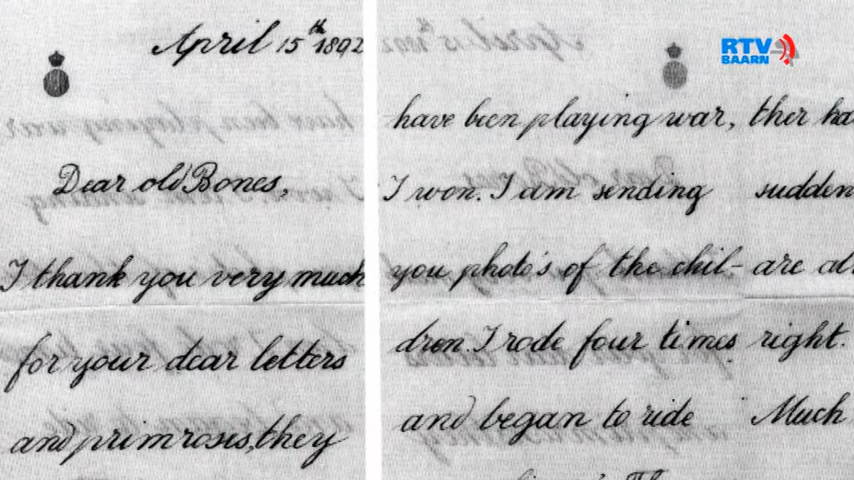 April 15th 1892
Dear old Bones,
I thank you very much
for your dear letters
and primroses, they
have been playing war,
I won. I am sending
you photo's of the chil-
dren. I rode four times
and began to ride
ther ha
sudden
are al
right.
Much
RTV
BAARN